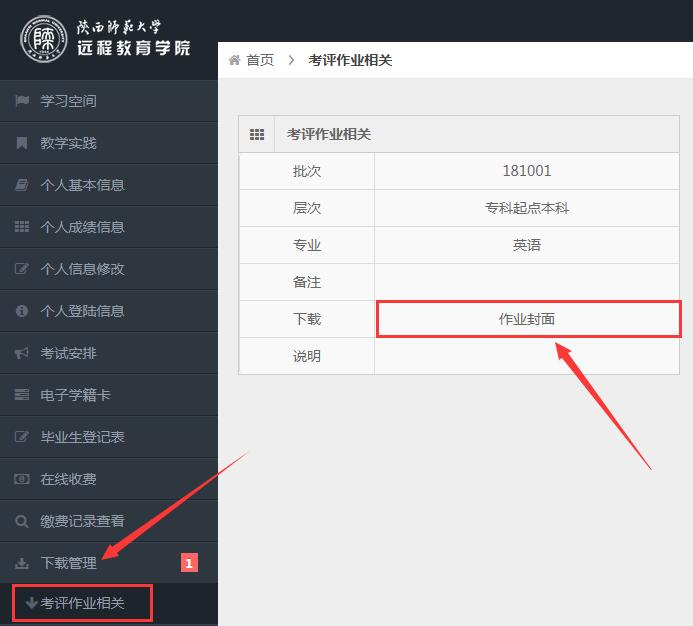 陕西师范大学
远程教育学院
首页 > 考评作业相关
学习空间
教学实践
个人基本信息
个人成绩信息
个人信息修改
个人登陆信息
考试安排
电子学籍卡
毕业生登记表
在线收费
缴费记录查看
下载管理 1
考评作业相关
考评作业相关
批次 181001
层次 专科起点本科
专业 英语
备注
下载 作业封面
说明